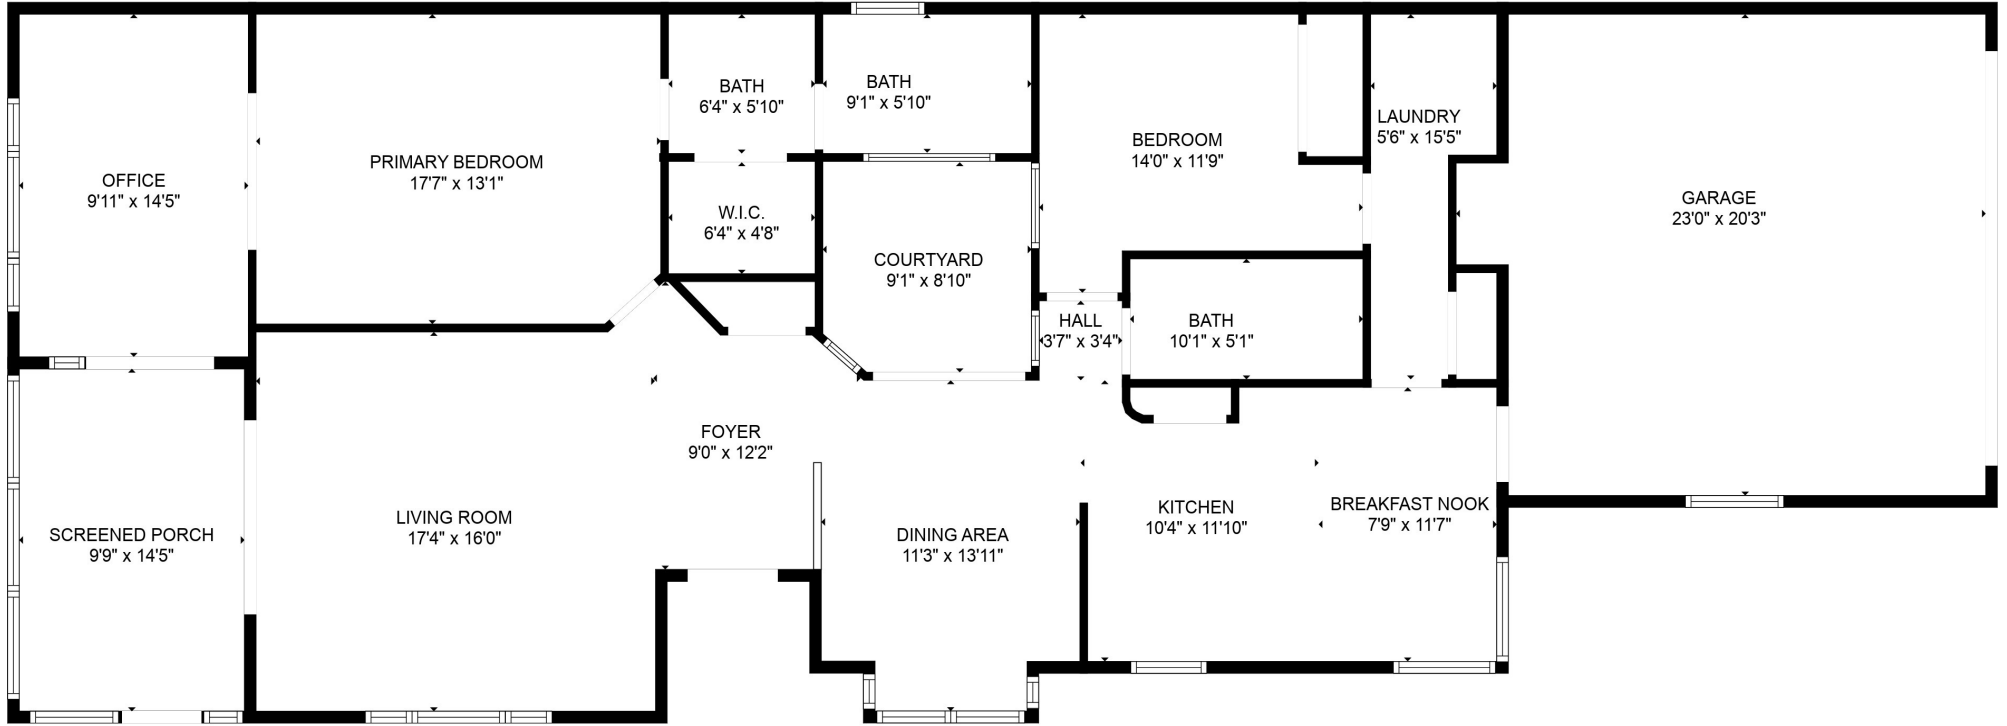 OFFICE
9'11" x 14'5"
PRIMARY BEDROOM
17'7" x 13'1"
BATH
6'4" x 5'10"
BATH
9'1" x 5'10"
W.I.C.
6'4" x 4'8"
COURTYARD
9'1" x 8'10"
BEDROOM
14'0" x 11'9"
LAUNDRY
5'6" x 15'5"
GARAGE
23'0" x 20'3"
HALL
3'7" x 3'4"
BATH
10'1" x 5'1"
SCREENED PORCH
9'9" x 14'5"
LIVING ROOM
17'4" x 16'0"
FOYER
9'0" x 12'2"
DINING AREA
11'3" x 13'11"
KITCHEN
10'4" x 11'10"
BREAKFAST NOOK
7'9" x 11'7"